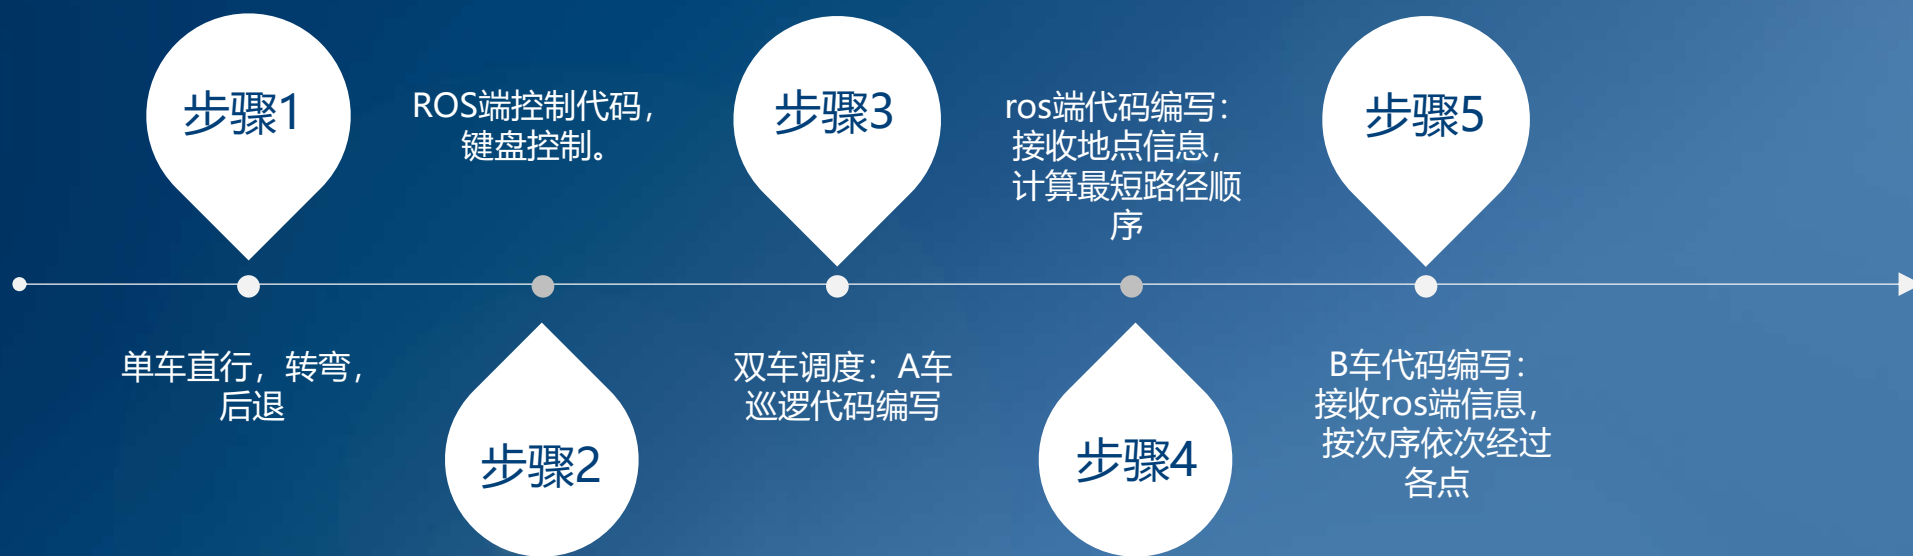 步骤1
单车直行，转弯，
后退
ROS端控制代码，
键盘控制。
步骤2
步骤3
双车调度：A车
巡逻代码编写
ros端代码编写：
接收地点信息，
计算最短路径顺
序
步骤4
步骤5
B车代码编写：
接收ros端信息，
按次序依次经过
各点